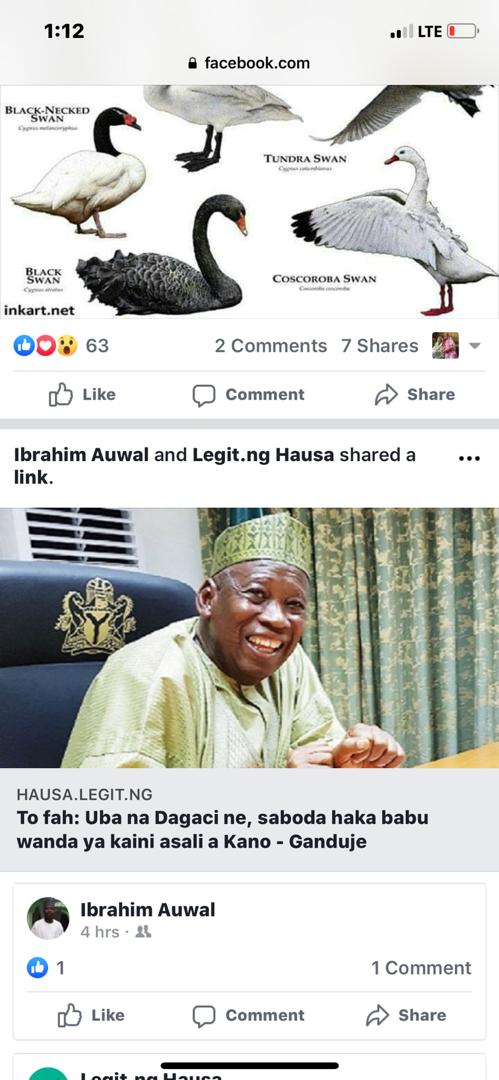 1:12
LTE
facebook.com
BLACK-NECKED
SWAN
Cygnus melancoryphus
TUNDRA SWAN
Cygnus columbianus
BLACK
SWAN
Cygnus atratus
COSCOROBA SWAN
Coscoroba coscoroba
inkart.net
63
2 Comments 7 Shares
Like Comment Share
Ibrahim Auwal and Legit.ng Hausa shared a
link.
HAUSA.LEGIT.NG
To fah: Uba na Dagaci ne, saboda haka babu
wanda ya kaini asali a Kano - Ganduje
Ibrahim Auwal
4 hrs ·
1
1 Comment
Like Comment Share
Legit.ng Hausa